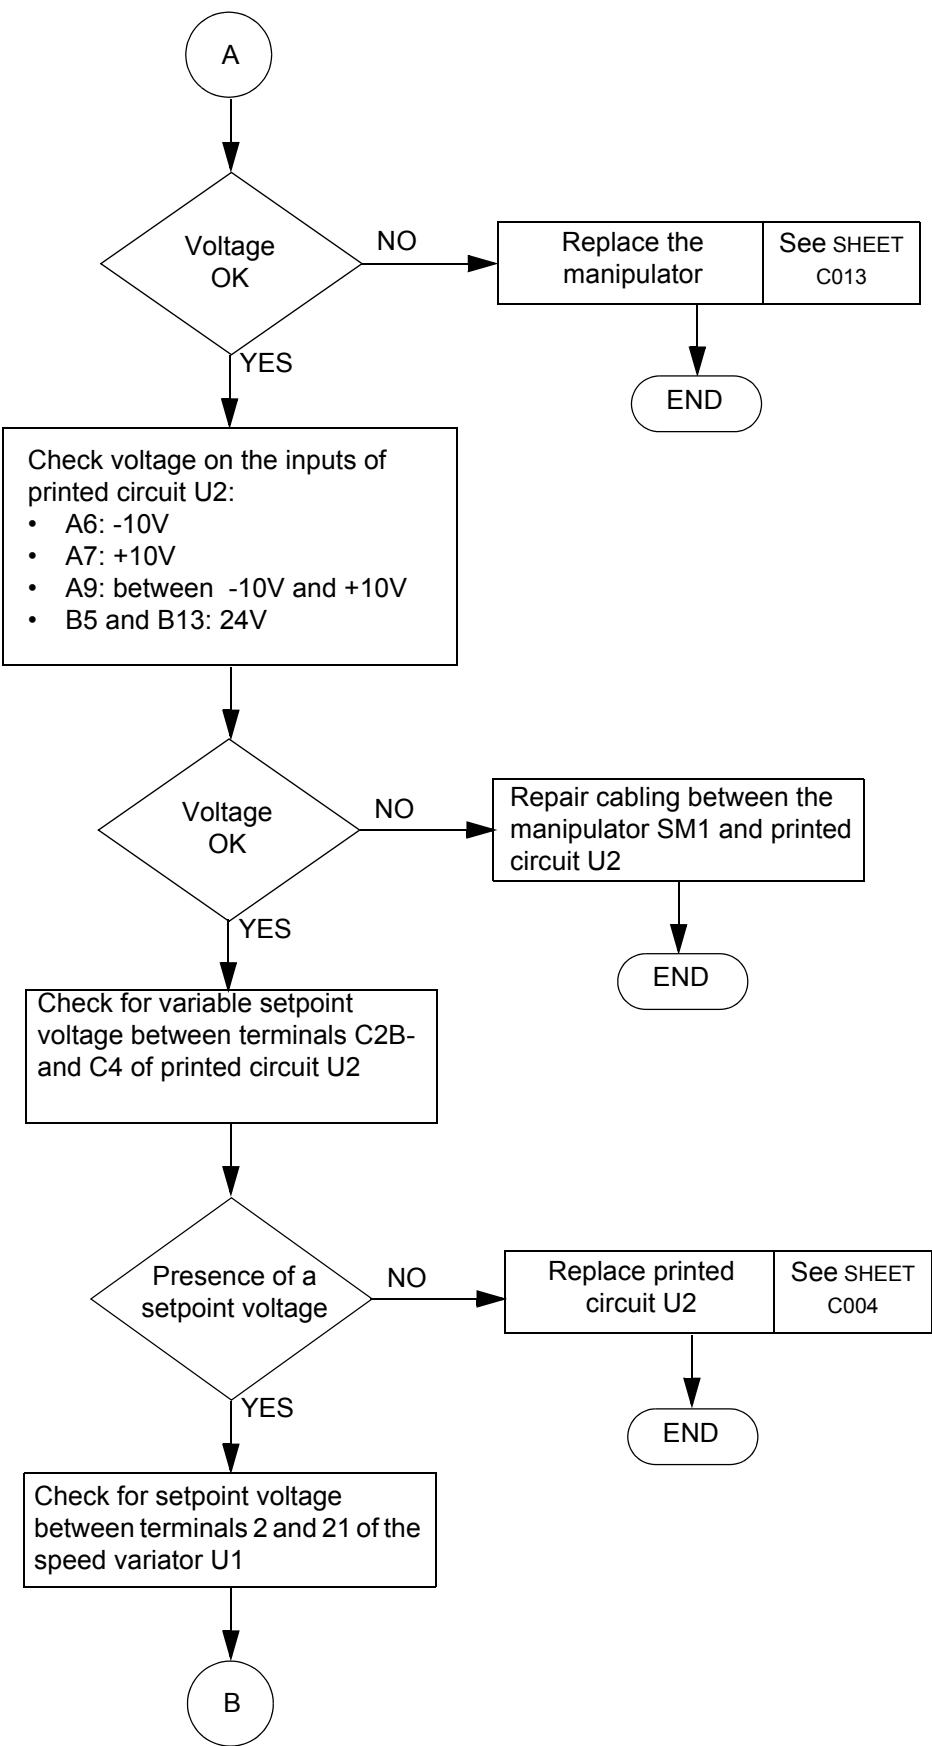 A
Voltage
OK
NO
Replace the
manipulator
See SHEET
C013
YES
END
Check voltage on the inputs of
printed circuit U2:
• A6: -10V
• A7: +10V
• A9: between -10V and +10V
• B5 and B13: 24V
Voltage
OK
NO
Repair cabling between the
manipulator SM1 and printed
circuit U2
YES
END
Check for variable setpoint
voltage between terminals C2B-
and C4 of printed circuit U2
Presence of a
setpoint voltage
NO
Replace printed
circuit U2
See SHEET
C004
YES
END
Check for setpoint voltage
between terminals 2 and 21 of the
speed variator U1
B